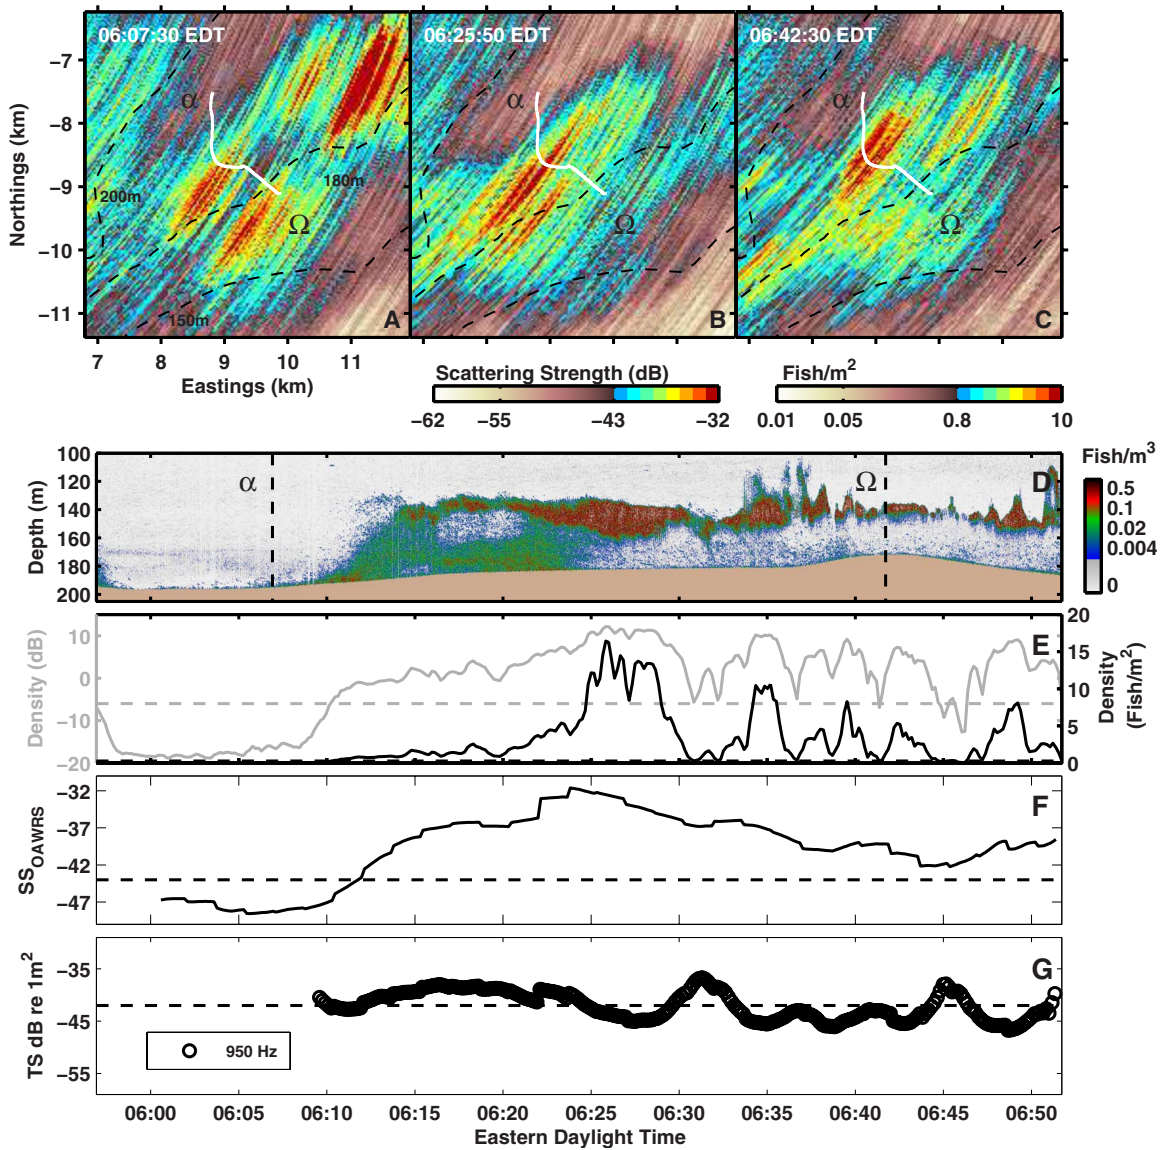 06:07:30 EDT
06:25:50 EDT
06:42:30 EDT
−7
−8
−9
−10
−11
Northings (km)
α
α
α
200m
180m
150m
Ω
Ω
Ω
A
B
C
7
8
9
10
11
Eastings (km)
Scattering Strength (dB)
−62
−55
−43
−32
Fish/m2
0.01
0.05
0.8
10
Depth (m)
100
120
140
160
180
200
α
Ω
D
Fish/m3
0.5
0.1
0.02
0.004
0
Density (dB)
10
0
−10
−20
E
20
15
10
5
0
Density
(Fish/m2)
SSOAWRS
−32
−37
−42
−47
F
TS dB re 1m2
−35
−45
−55
G
950 Hz
06:00
06:05
06:10
06:15
06:20
06:25
06:30
06:35
06:40
06:45
06:50
Eastern Daylight Time